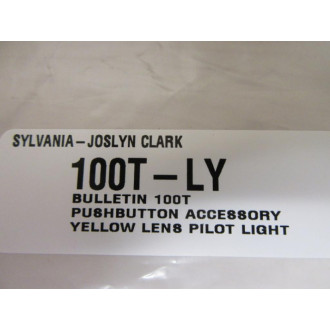 SYLVANIA-JOSLYN CLARK
100T-LY
BULLETIN 100T
PUSHBUTTON ACCESSORY
YELLOW LENS PILOT LIGHT